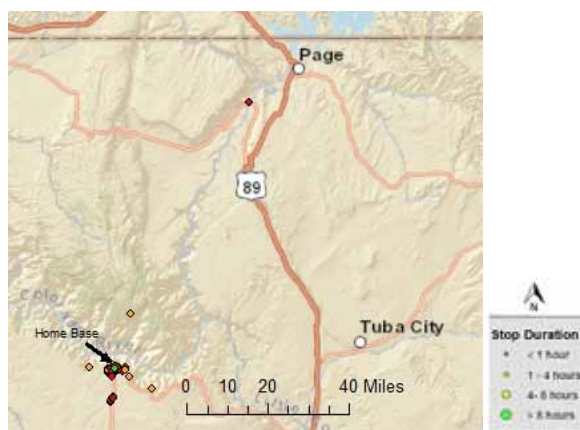 Page
89
Colo
Home Base
Tuba City
0 10 20 40 Miles
N
Stop Duration
< 1 hour
1 - 4 hours
4- 8 hours
> 8 hours